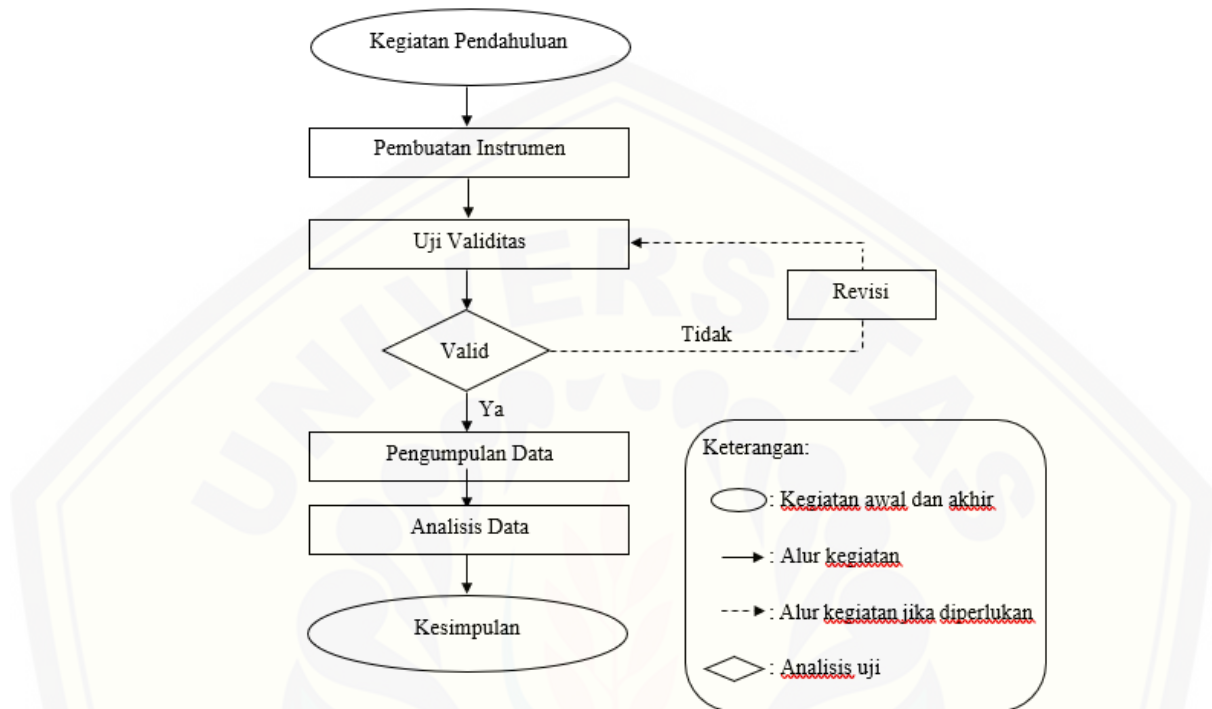 Kegiatan Pendahuluan
Pembuatan Instrumen
Uji Validitas
Revisi
Tidak
Valid
Ya
Pengumpulan Data
Analisis Data
Kesimpulan
Keterangan:
: Kegiatan awal dan akhir
: Alur kegiatan
: Alur kegiatan jika diperlukan
: Analisis uji
UNIVERSITAS